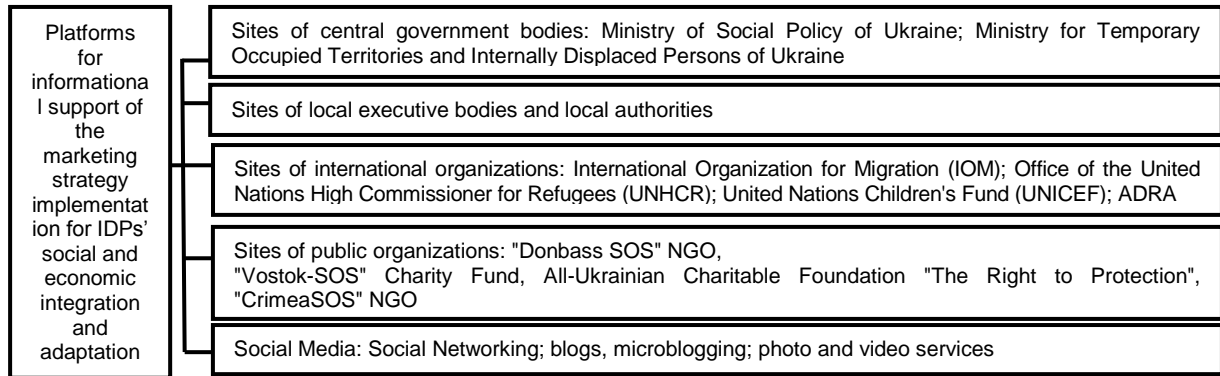 Platforms
for
informationa
l support of
the
marketing
strategy
implementat
ion for IDPs’
social and
economic
integration
and
adaptation
Sites of central government bodies: Ministry of Social Policy of Ukraine; Ministry for Temporary
Occupied Territories and Internally Displaced Persons of Ukraine
Sites of local executive bodies and local authorities
Sites of international organizations: International Organization for Migration (IOM); Office of the United
Nations High Commissioner for Refugees (UNHCR); United Nations Children's Fund (UNICEF); ADRA
Sites of public organizations: "Donbass SOS" NGO,
"Vostok-SOS" Charity Fund, All-Ukrainian Charitable Foundation "The Right to Protection",
"CrimeaSOS" NGO
Social Media: Social Networking; blogs, microblogging; photo and video services